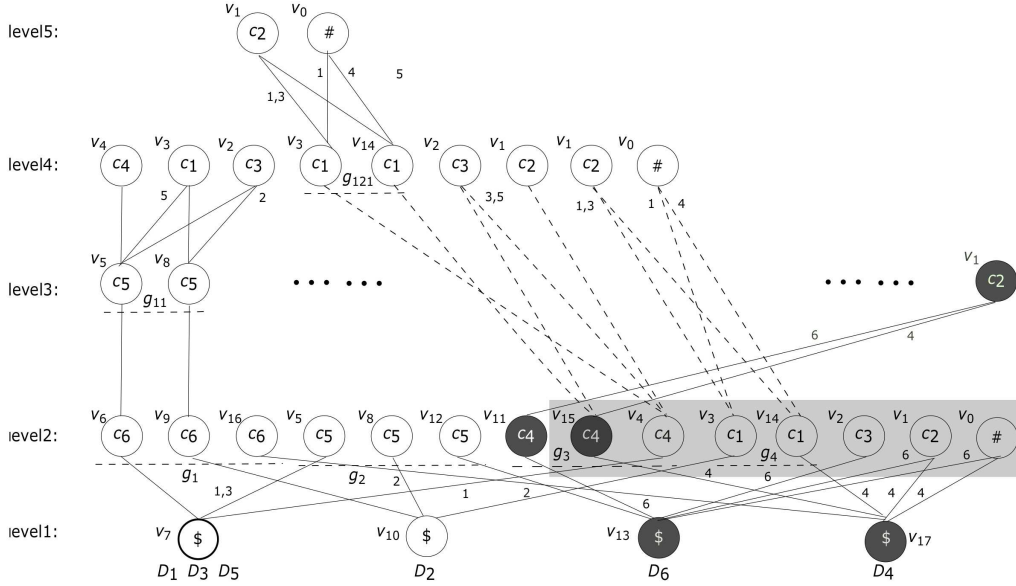 level5:
v1 c2 v0 #
1,3 1 4 5
level4:
v4 c4 v3 c1 v2 c3 v3 c1 v14 c1 v2 c3 v1 c2 v1 c2 v0 #
g121
5 2 3,5 1,3 1 4
level3:
v5 c5 v8 c5 • • • • • • • • • • • • v1 c2
g11
6 4
level2:
v6 c6 v9 c6 v16 c6 v5 c5 v8 c5 v12 c5 v11 c4 v15 c4 v4 c4 v3 c1 v14 c1 v2 c3 v1 c2 v0 #
g1 g2 g3 g4
1,3 2 1 2 6 4 6 4 6 4 4 6
level1:
v7 $ v10 $ v13 $ $ v17
D1 D3 D5 D2 D6 D4